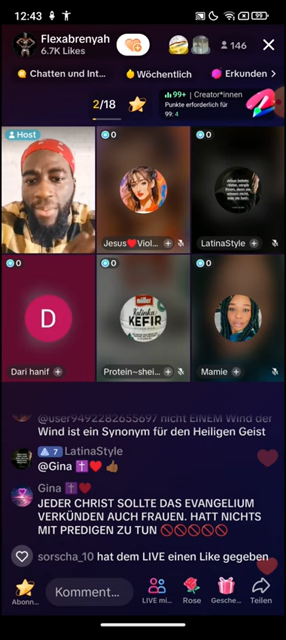 12:43
99
Flexabrenyah
6.7K Likes
146
Chatten und Int...
Wöchentlich
Erkunden
2/18
99+ | Creator*innen
Punkte erforderlich für
99: 4
Host
0
0
Jesus❤️Viol...
LatinaStyle
0
0
0
D
müller
Kalinka
KEFIR
Dari hanif
Protein~shei...
Mamie
@user9492282655697 nicht EINEM Wind der
Wind ist ein Synonym für den Heiligen Geist
7 LatinaStyle
@Gina ✝️❤️ 👍🏾
Gina ✝️❤️
JEDER CHRIST SOLLTE DAS EVANGELIUM
VERKÜNDEN AUCH FRAUEN. HATT NICHTS
MIT PREDIGEN ZU TUN 🚫🚫🚫🚫🚫
sorscha_10 hat dem LIVE einen Like gegeben
Komment...
Abonn...
LIVE mi...
Rose
Gesche...
Teilen